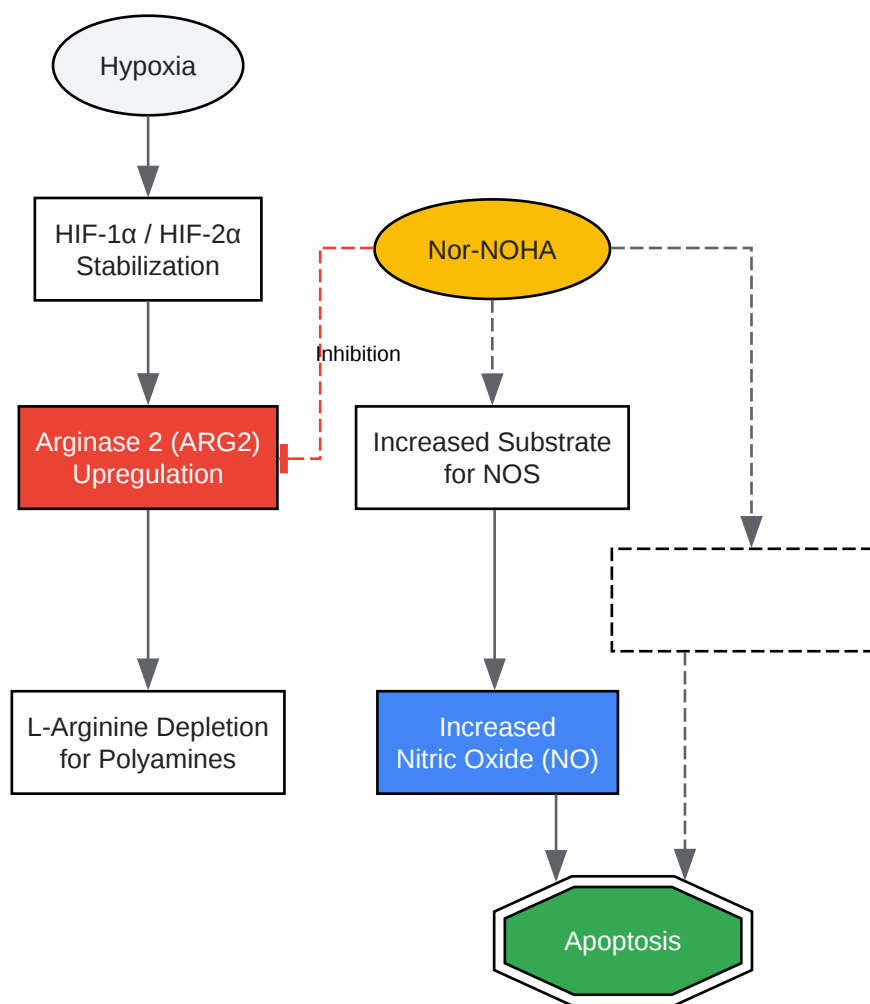 Hypoxia
HIF-1α / HIF-2α
Stabilization
Nor-NOHA
Inhibition
Arginase 2 (ARG2)
Upregulation
Increased Substrate
for NOS
L-Arginine Depletion
for Polyamines
Increased
Nitric Oxide (NO)
Apoptosis